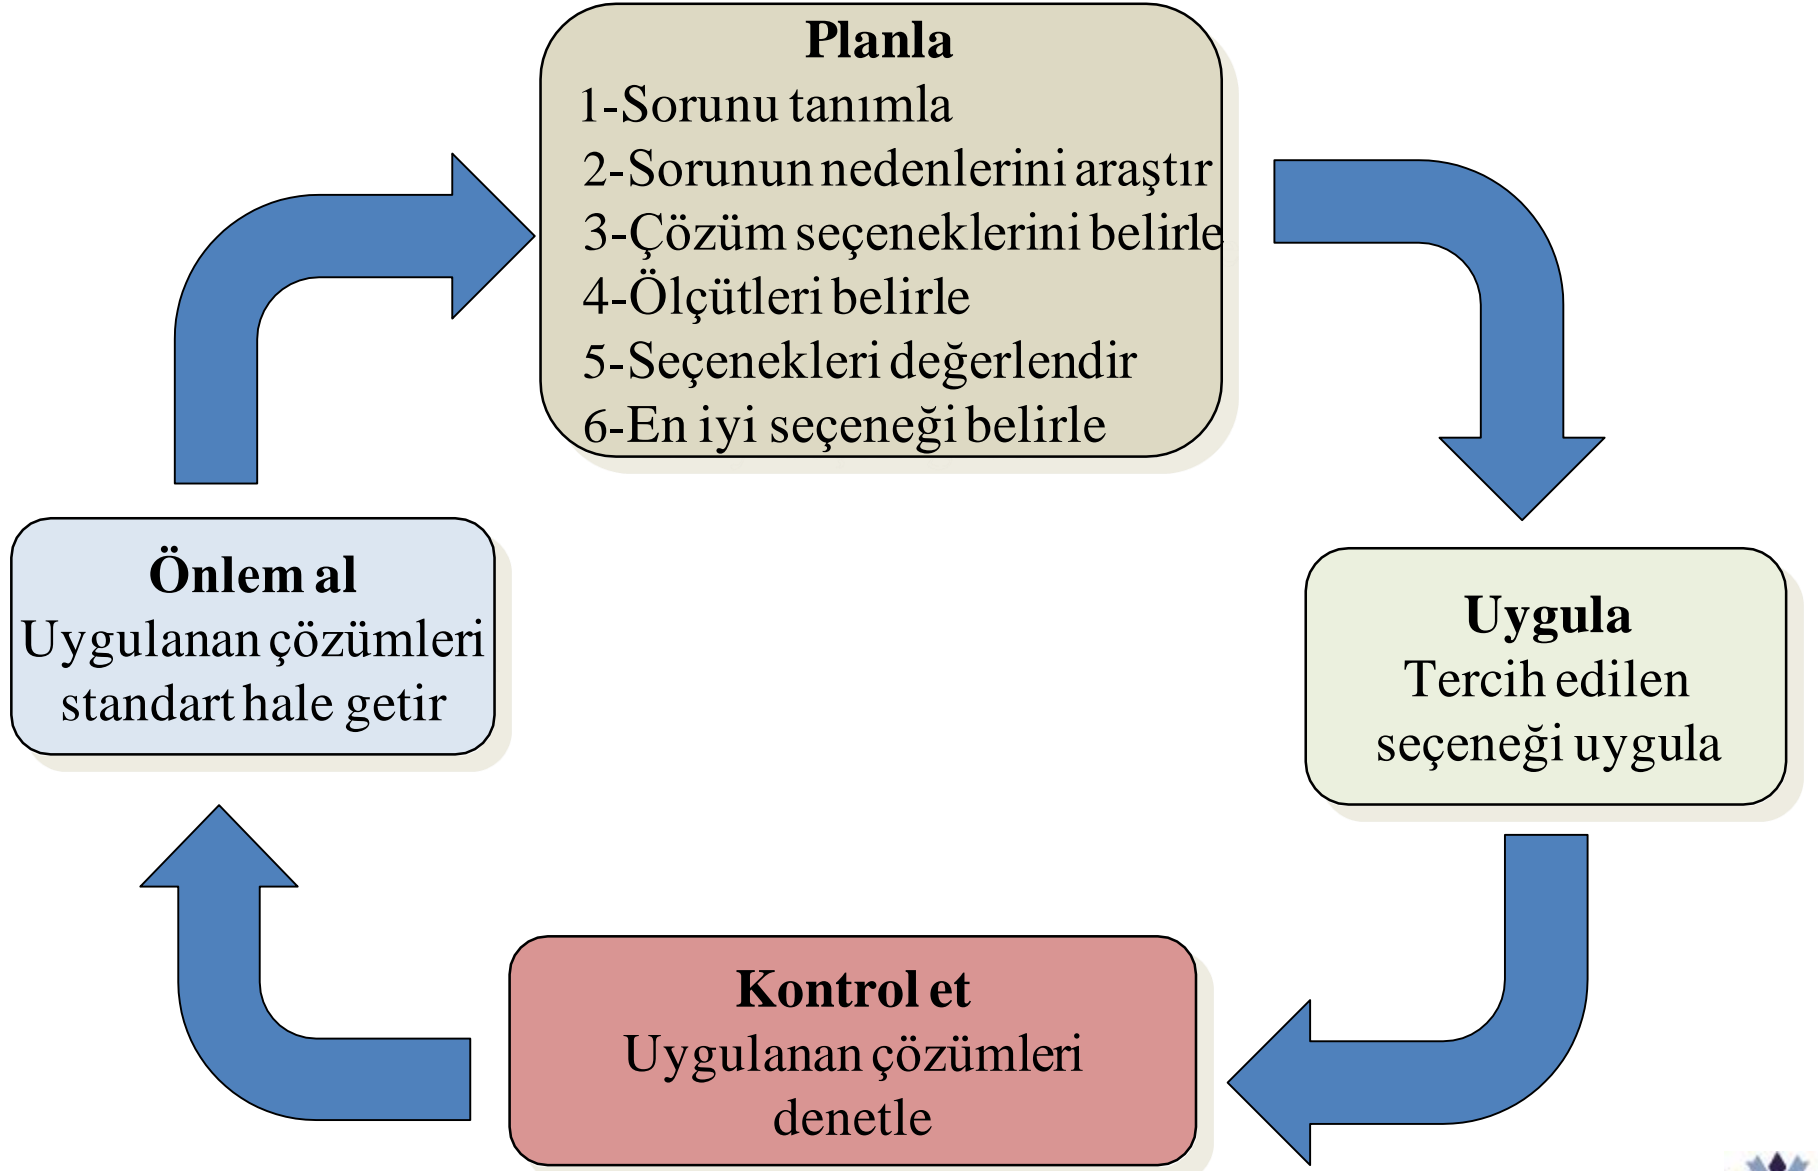 Planla
1-Sorunu tanımla
2-Sorunun nedenlerini araştır
3-Çözüm seçeneklerini belirle
4-Ölçütleri belirle
5-Seçenekleri değerlendir
6-En iyi seçeneği belirle
Önlem al
Uygulanan çözümleri
standart hale getir
Uygula
Tercih edilen
seçeneği uygula
Kontrol et
Uygulanan çözümleri
denetle